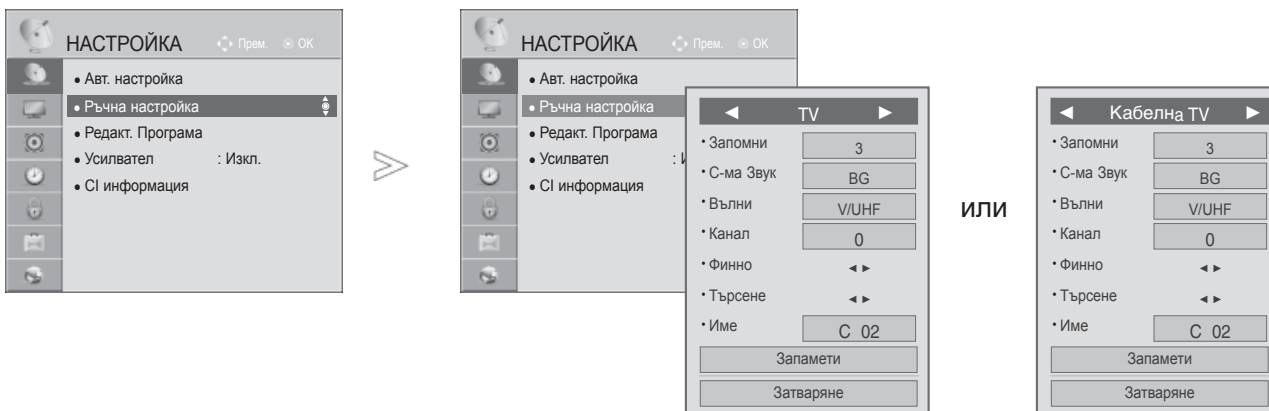 НАСТРОЙКА Прем. OK
• Авт. настройка
• Ръчна настройка
• Редакт. Програма
• Усилвател : Изкл.
• CI информация
НАСТРОЙКА Прем. OK
• Авт. настройка
• Ръчна настройка
• Редакт. Програма
• Усилвател : И
• CI информация
◄ TV ►
• Запомни 3
• С-ма Звук BG
• Вълни V/UHF
• Канал 0
• Финно ◄ ►
• Търсене ◄ ►
• Име C 02
Запамети
Затваряне
или
◄ Кабелна TV ►
• Запомни 3
• С-ма Звук BG
• Вълни V/UHF
• Канал 0
• Финно ◄ ►
• Търсене ◄ ►
• Име C 02
Запамети
Затваряне